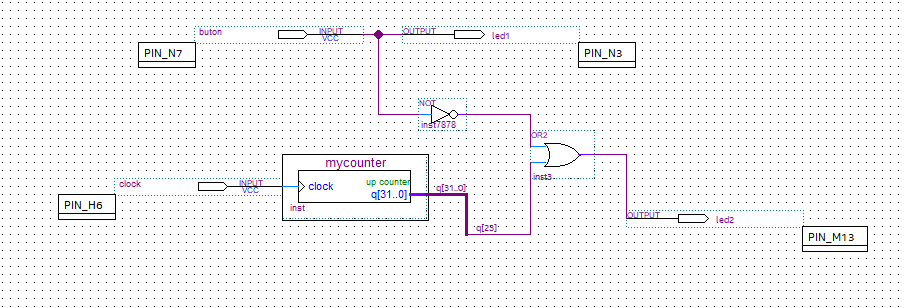 buton
INPUT
VCC
OUTPUT
led1
PIN_N7
PIN_N3
NOT
inst7878
OR2
inst3
mycounter
up counter
clock
q[31..0]
inst
q[31..0]
q[25]
clock
INPUT
VCC
PIN_H6
OUTPUT
led2
PIN_M13